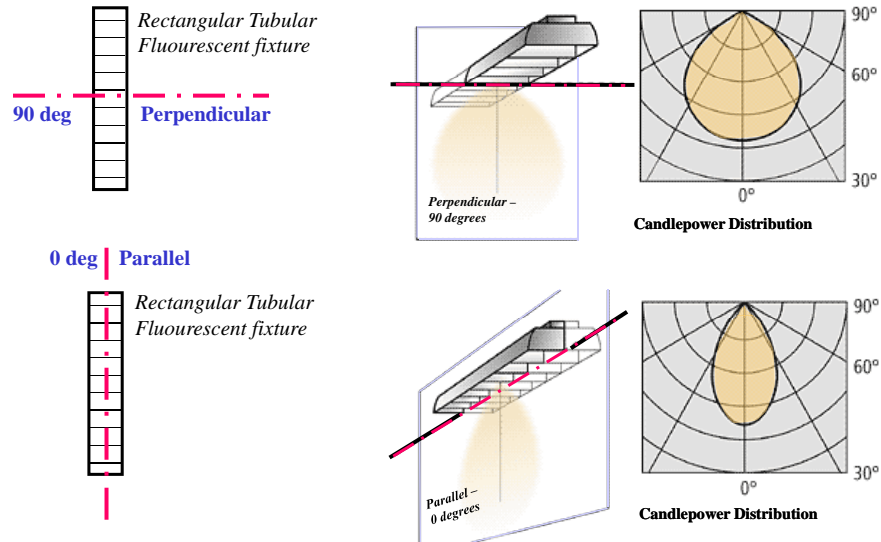 Rectangular Tubular
Fluourescent fixture
90 deg
Perpendicular
Perpendicular –
90 degrees
90°
60°
30°
0°
Candlepower Distribution
0 deg
Parallel
Rectangular Tubular
Fluourescent fixture
Parallel –
0 degrees
90°
60°
30°
0°
Candlepower Distribution